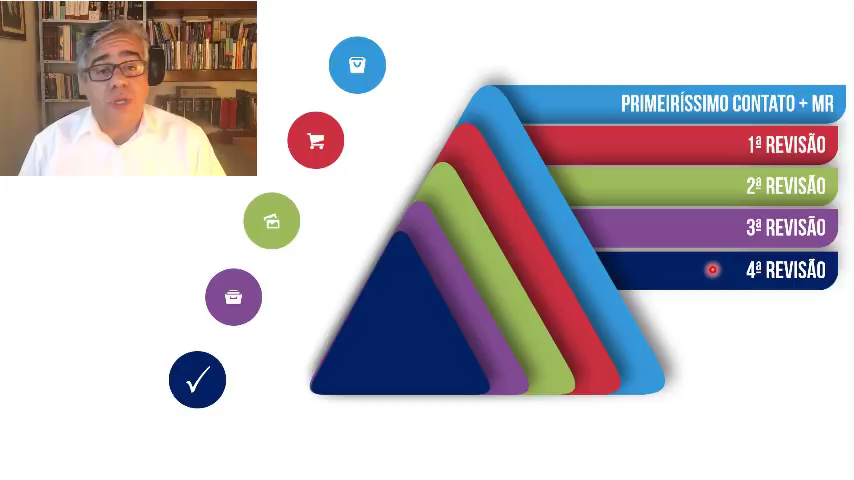 PRIMEIRÍSSIMO CONTATO + MR
1ª REVISÃO
2ª REVISÃO
3ª REVISÃO
4ª REVISÃO